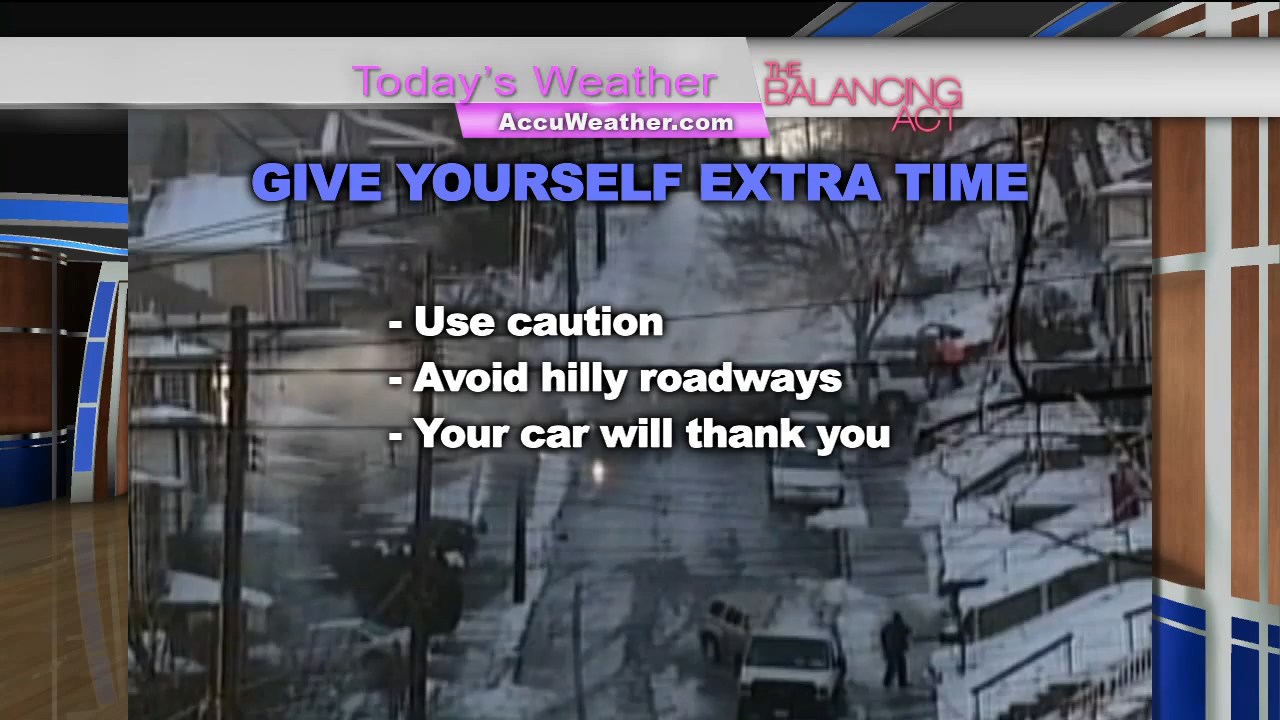 Today's Weather
THE
BALANCING
ACT
AccuWeather.com
GIVE YOURSELF EXTRA TIME
- Use caution
- Avoid hilly roadways
- Your car will thank you